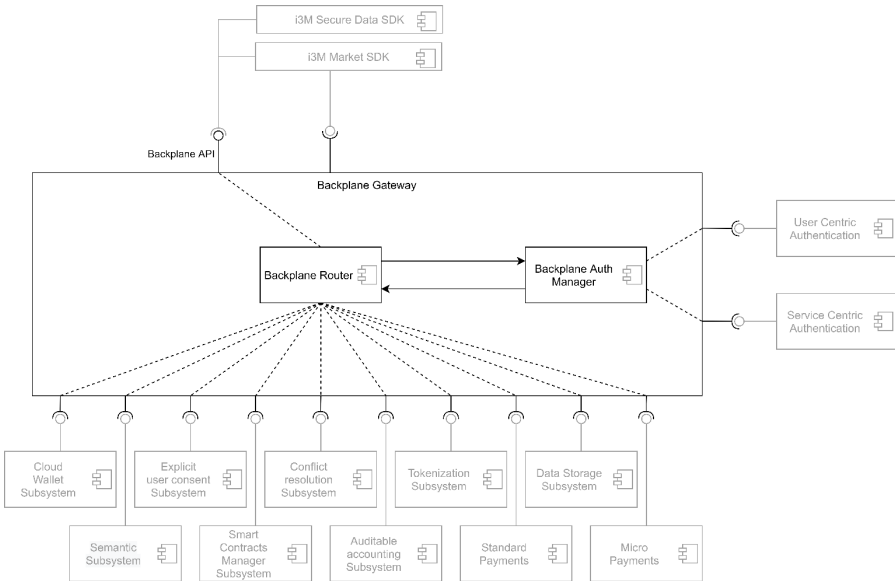 i3M Secure Data SDK
i3M Market SDK
Backplane API
Backplane Gateway
User Centric
Authentication
Backplane Router
Backplane Auth
Manager
Service Centric
Authentication
Cloud
Wallet
Subsystem
Explicit
user consent
Subsystem
Conflict
resolution
Subsystem
Tokenization
Subsystem
Data Storage
Subsystem
Semantic
Subsystem
Smart
Contracts
Manager
Subsystem
Auditable
accounting
Subsystem
Standard
Payments
Micro
Payments